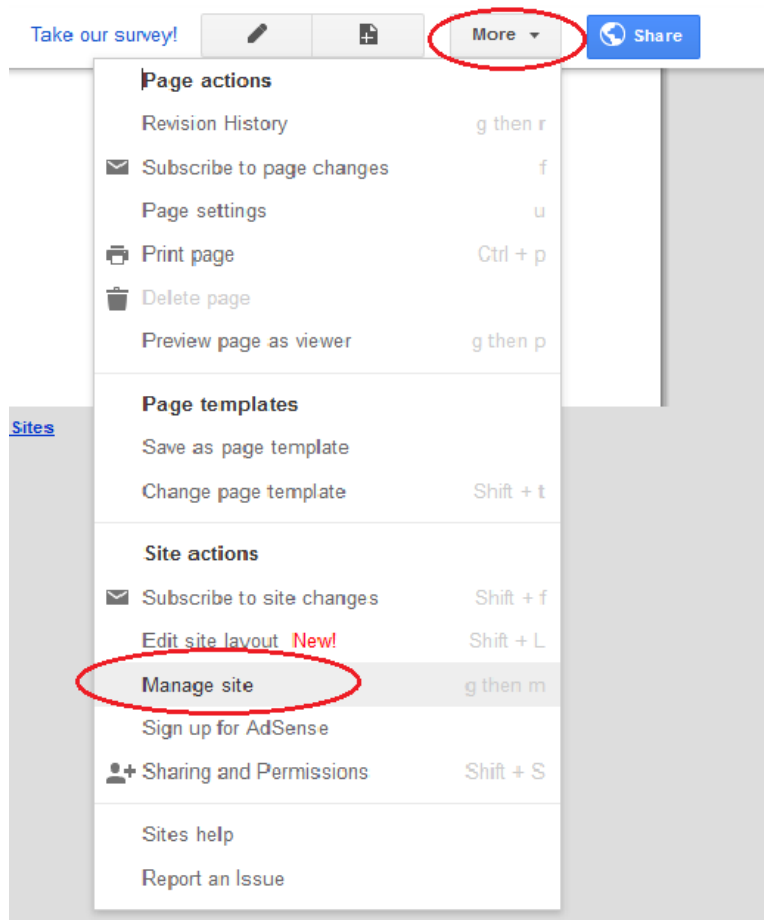 Take our survey! More Share
Page actions
Revision History g then r
Subscribe to page changes f
Page settings u
Print page Ctrl + p
Delete page
Preview page as viewer g then p
Page templates
Sites
Save as page template
Change page template Shift + t
Site actions
Subscribe to site changes Shift + f
Edit site layout New! Shift + L
Manage site g then m
Sign up for AdSense
Sharing and Permissions Shift + S
Sites help
Report an Issue